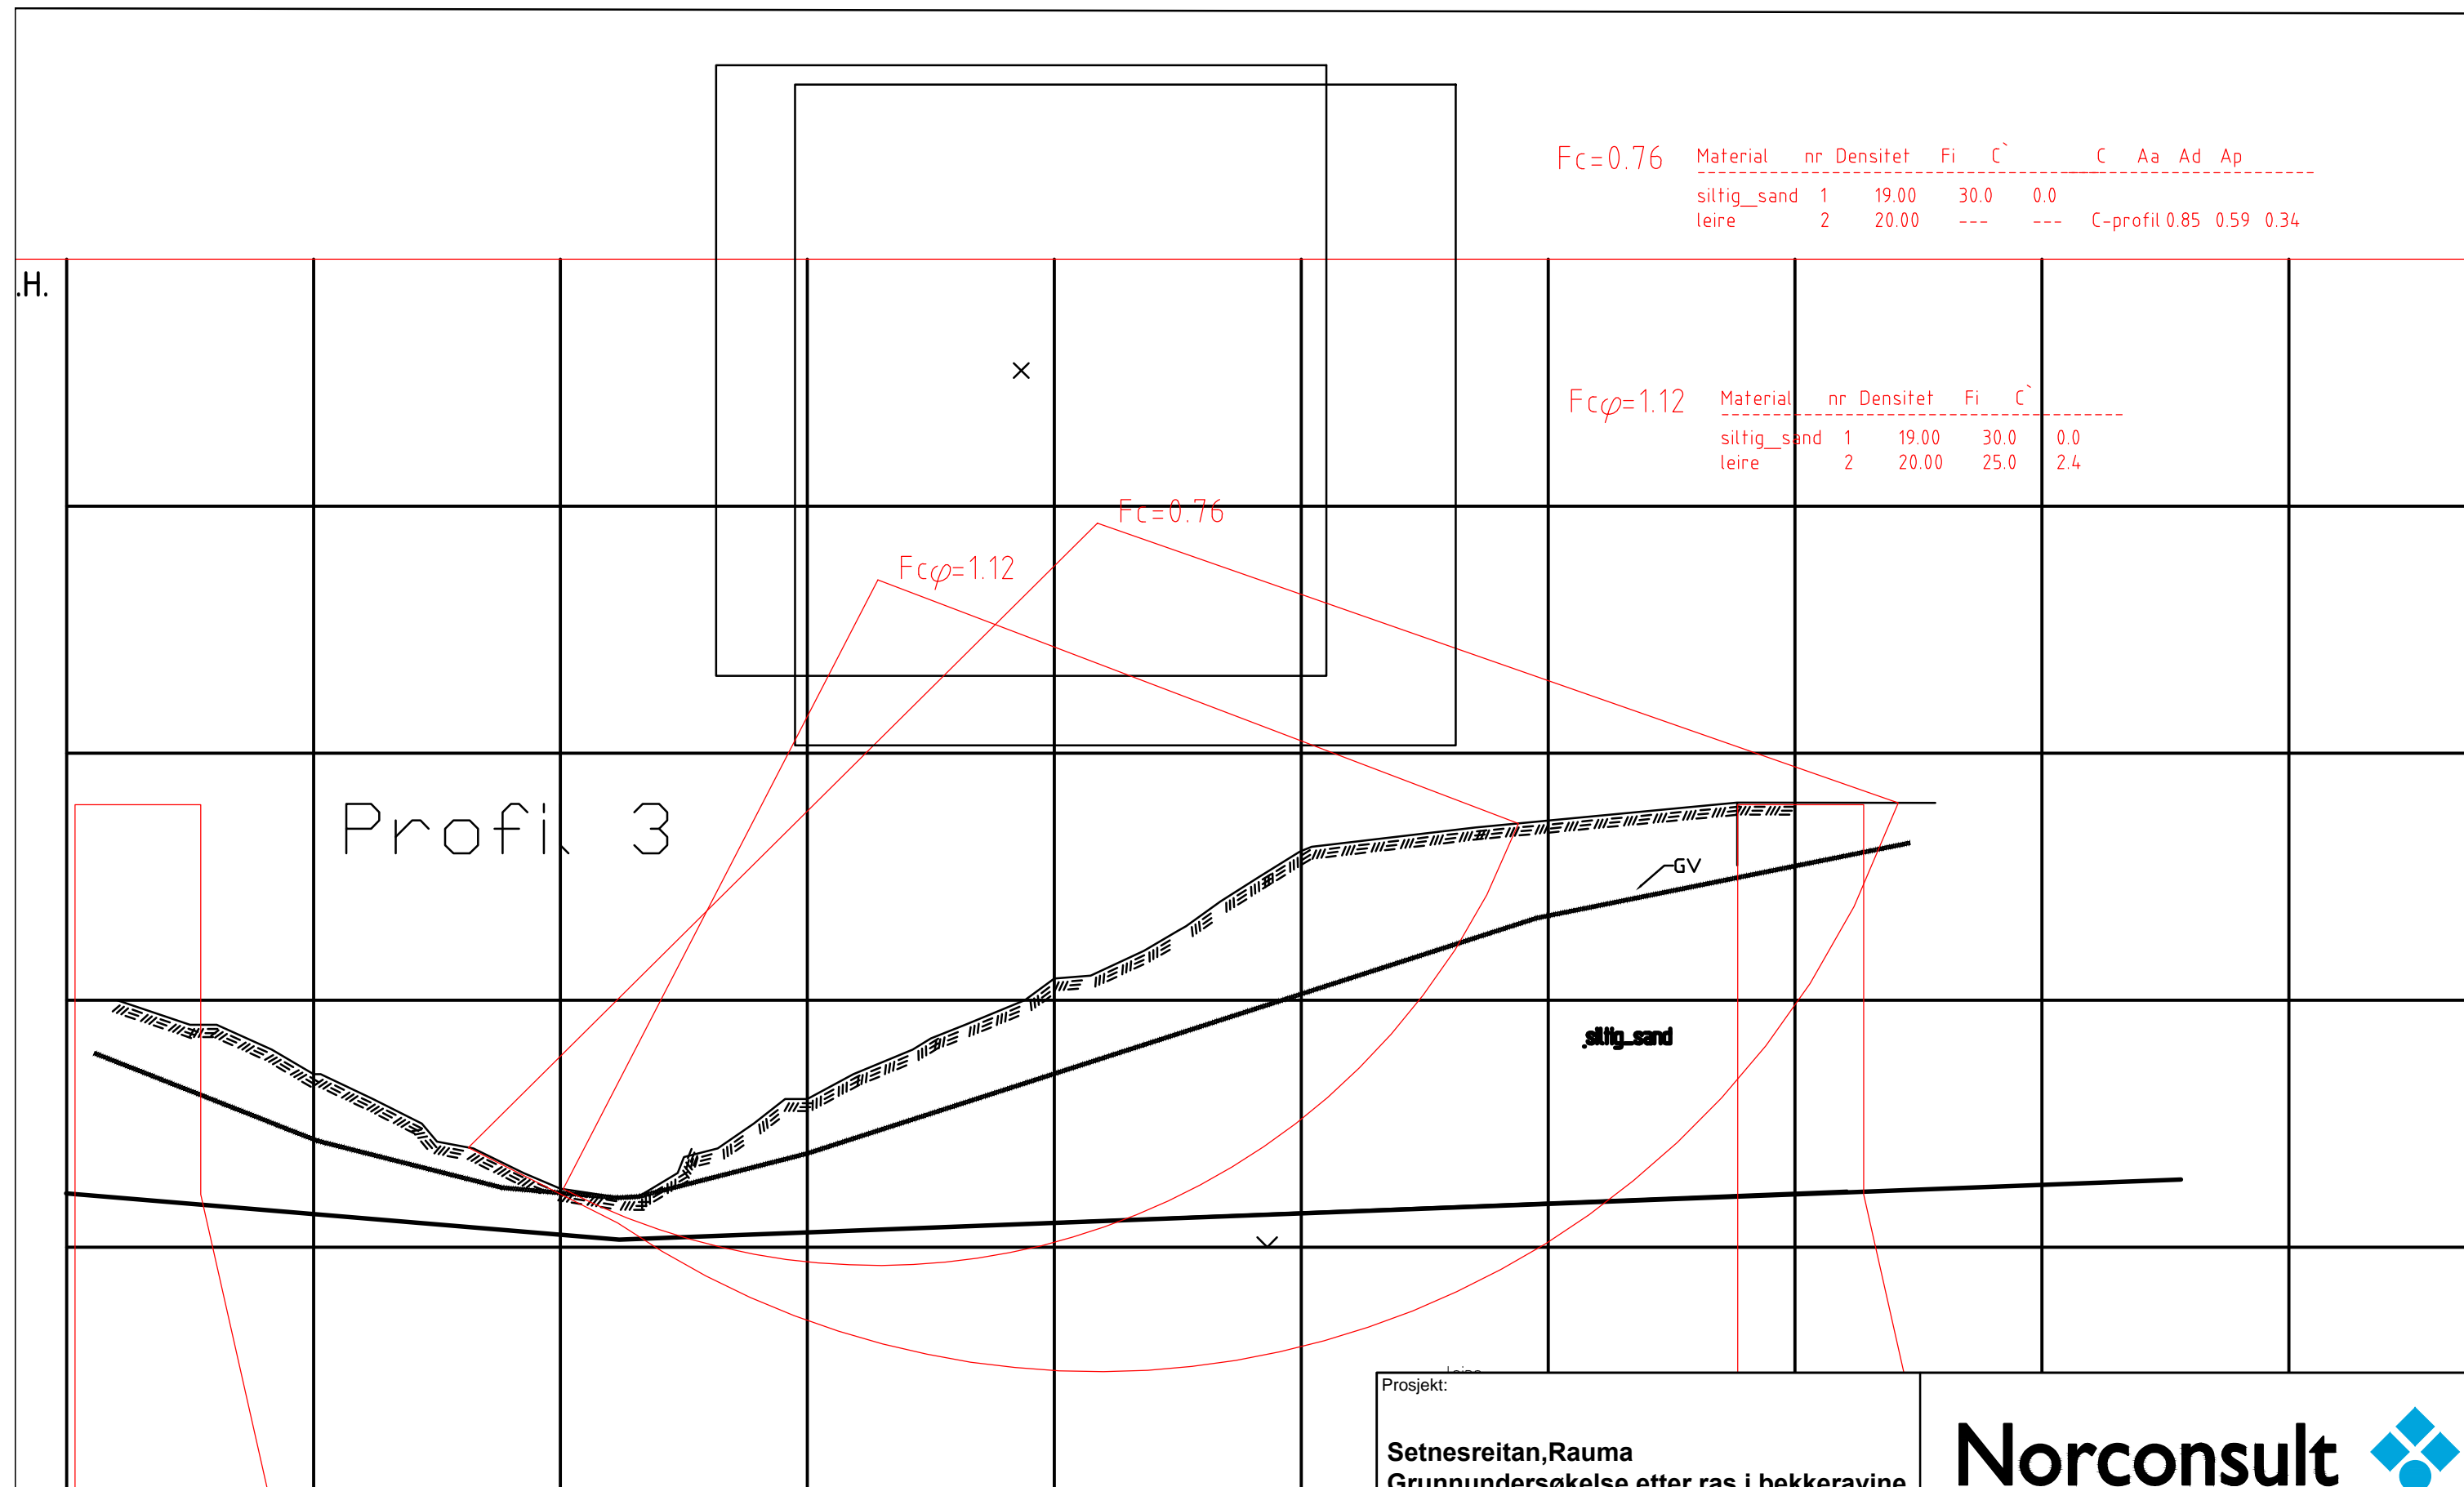 Fc=0.76 Material nr Densitet Fi C` C Aa Ad Ap
siltig_sand 1 19.00 30.0 0.0
leire 2 20.00 --- --- C-profil 0.85 0.59 0.34
.H.
Fcφ=1.12 Material nr Densitet Fi C`
siltig_sand 1 19.00 30.0 0.0
leire 2 20.00 25.0 2.4
Fc=0.76
Fcφ=1.12
Profil 3
GV
siltig_sand
Prosjekt:
Setnesreitan,Rauma
Grunnundersøkelse etter ras i bekkeravine
Norconsult